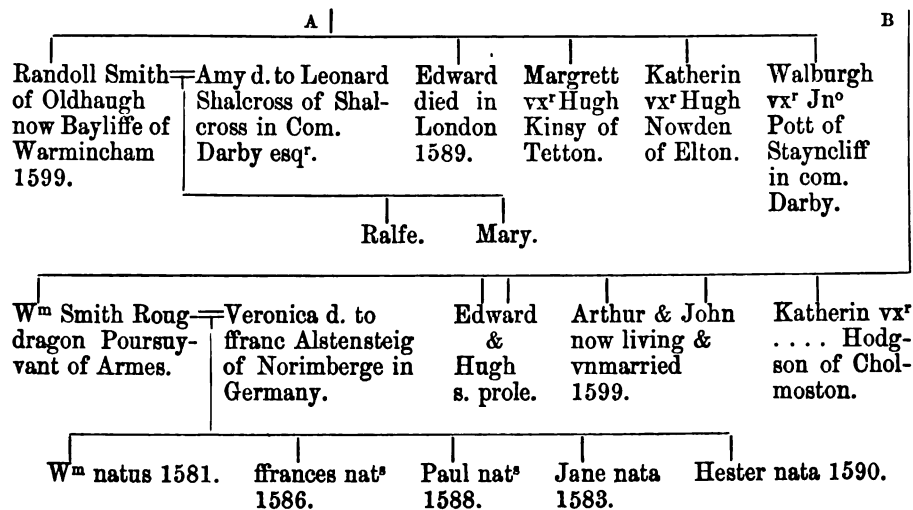 A
B
Randoll Smith
of Oldhaugh
now Bayliffe of
Warmincham
1599.
Amy d. to Leonard
Shalcross of Shal-
cross in Com.
Darby esqʳ.
Edward
died in
London
1589.
Margrett
vxʳ Hugh
Kinsy of
Tetton.
Katherin
vxʳ Hugh
Nowden
of Elton.
Walburgh
vxʳ Jnᵒ
Pott of
Stayncliff
in com.
Darby.
Ralfe.
Mary.
Wᵐ Smith Roug-
dragon Poursuy-
vant of Armes.
Veronica d. to
ffranc Alstensteig
of Norimberge in
Germany.
Edward
&
Hugh
s. prole.
Arthur & John
now living &
vnmarried
1599.
Katherin vxʳ
.... Hodg-
son of Chol-
moston.
Wᵐ natus 1581.
ffrances natˢ
1586.
Paul natˢ
1588.
Jane nata
1583.
Hester nata 1590.